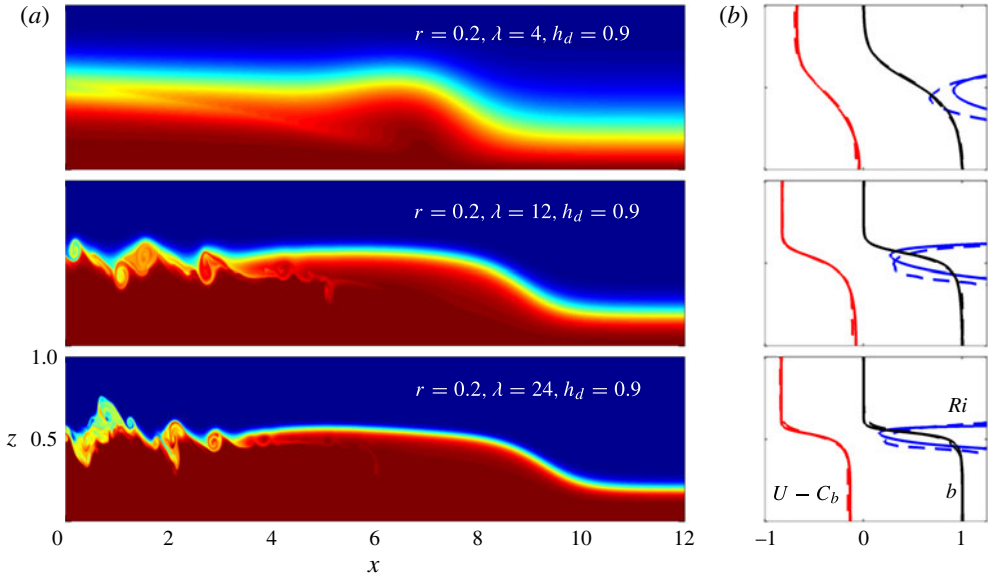 (a)
(b)
r = 0.2, λ = 4, h_d = 0.9
r = 0.2, λ = 12, h_d = 0.9
1.0
r = 0.2, λ = 24, h_d = 0.9
Ri
z
0.5
U − C_b
b
0
2
4
6
8
10
12
−1
0
1
x